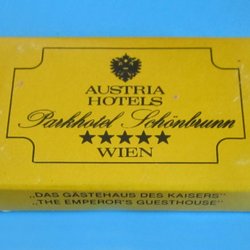 AUSTRIA
HOTELS
Parkhotel Schönbrunn
★★★★★
WIEN
„DAS GÄSTEHAUS DES KAISERS“
„THE EMPEROR'S GUESTHOUSE“